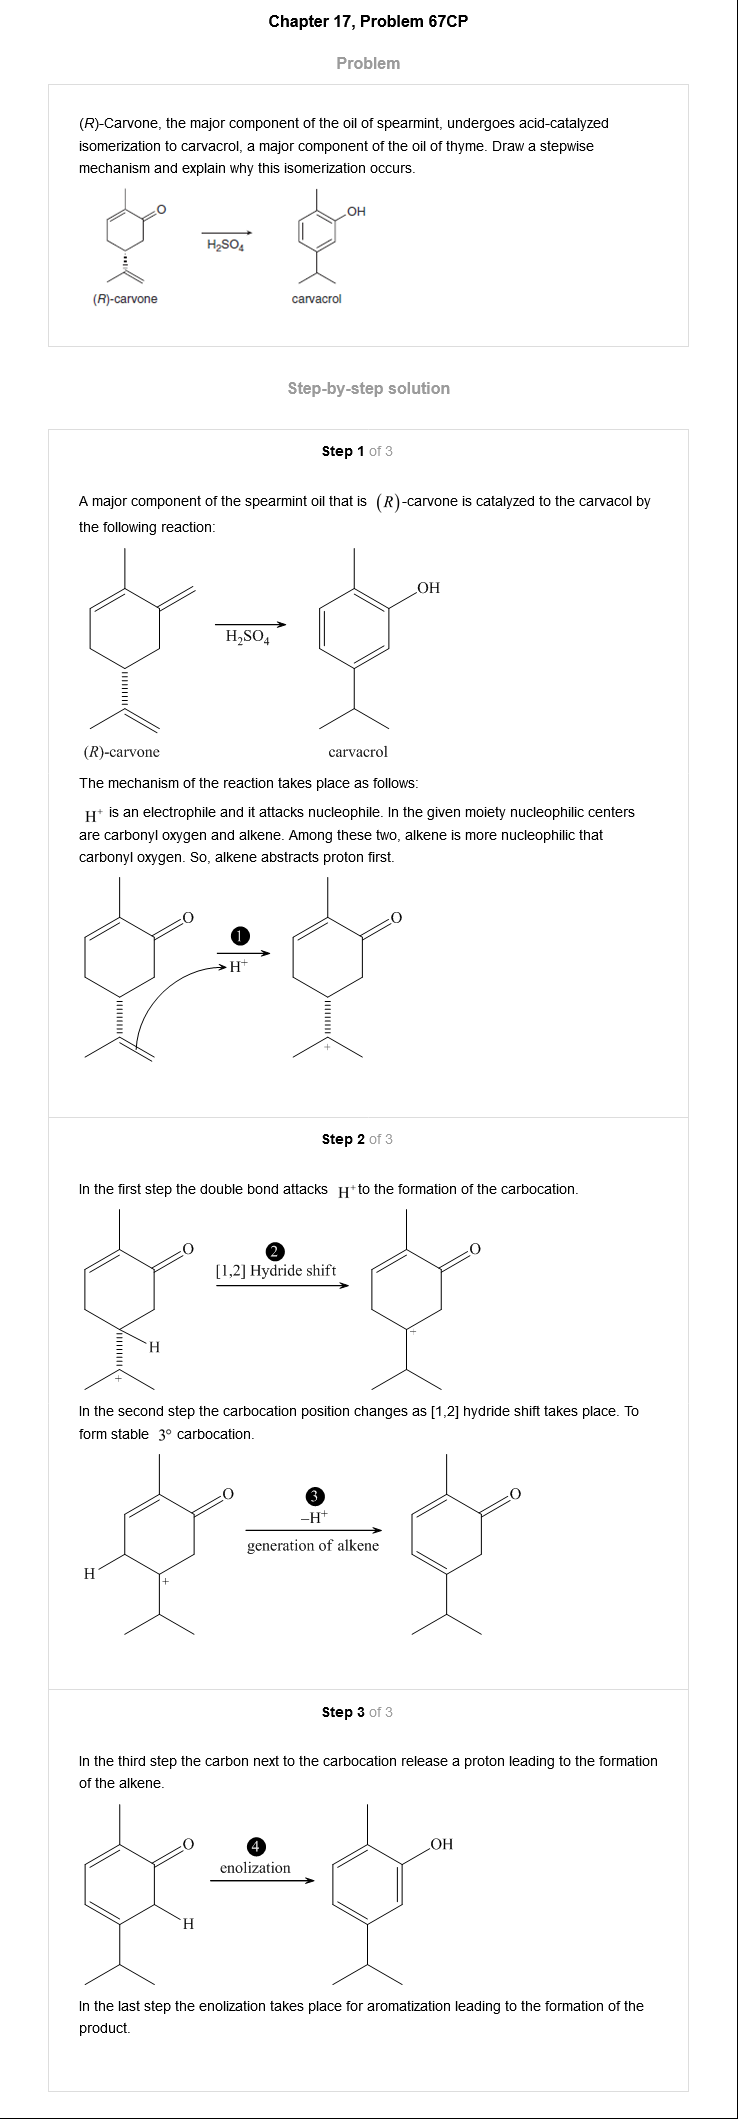 Chapter 17, Problem 67CP
Problem
(R)-Carvone, the major component of the oil of spearmint, undergoes acid-catalyzed
isomerization to carvacrol, a major component of the oil of thyme. Draw a stepwise
mechanism and explain why this isomerization occurs.
O
OH
H₂SO₄
(R)-carvone
carvacrol
Step-by-step solution
Step 1 of 3
A major component of the spearmint oil that is (R)-carvone is catalyzed to the carvacol by
the following reaction:
OH
H₂SO₄
(R)-carvone
carvacrol
The mechanism of the reaction takes place as follows:
H⁺ is an electrophile and it attacks nucleophile. In the given moiety nucleophilic centers
are carbonyl oxygen and alkene. Among these two, alkene is more nucleophilic that
carbonyl oxygen. So, alkene abstracts proton first.
O
1
O
H⁺
+
Step 2 of 3
In the first step the double bond attacks H⁺ to the formation of the carbocation.
O
2
O
[1,2] Hydride shift
+
H
+
In the second step the carbocation position changes as [1,2] hydride shift takes place. To
form stable 3° carbocation.
O
3
O
–H⁺
generation of alkene
H
+
Step 3 of 3
In the third step the carbon next to the carbocation release a proton leading to the formation
of the alkene.
O
4
OH
enolization
H
In the last step the enolization takes place for aromatization leading to the formation of the
product.